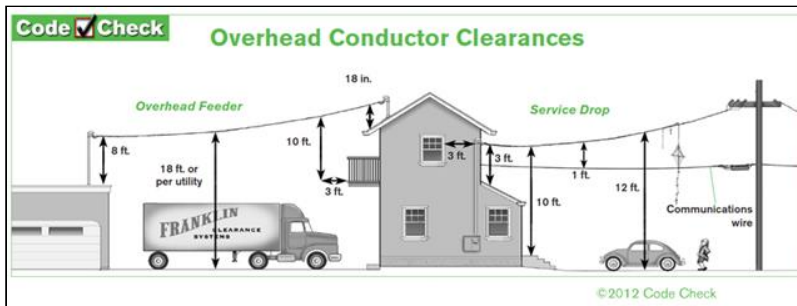 Code Check
Overhead Conductor Clearances
18 in.
Overhead Feeder
Service Drop
8 ft.
10 ft.
18 ft. or
per utility
3 ft.
3 ft.
3 ft.
1 ft.
10 ft.
12 ft.
FRANKLIN
CLEARANCE
SYSTEMS
Communications
wire
©2012 Code Check